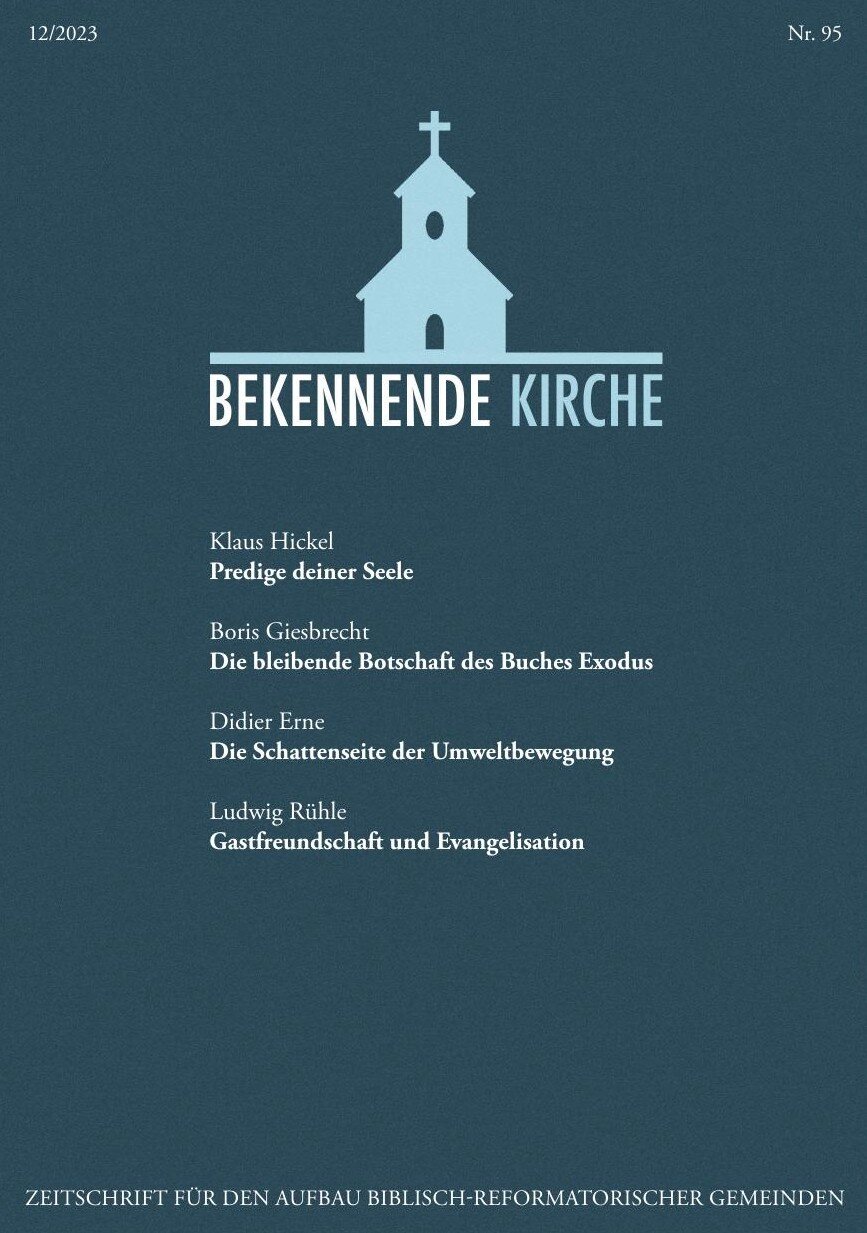 12/2023
Nr. 95
BEKENNENDE KIRCHE
Klaus Hickel
Predige deiner Seele
Boris Giesbrecht
Die bleibende Botschaft des Buches Exodus
Didier Erne
Die Schattenseite der Umweltbewegung
Ludwig Rühle
Gastfreundschaft und Evangelisation
ZEITSCHRIFT FÜR DEN AUFBAU BIBLISCH-REFORMATORISCHER GEMEINDEN